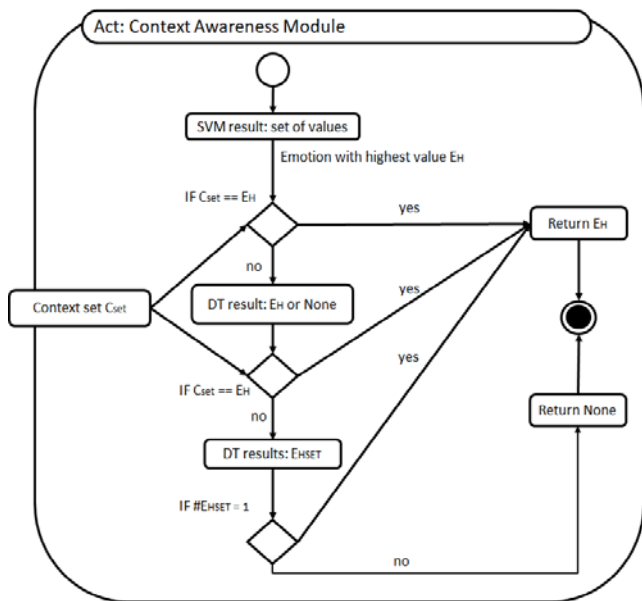 Act: Context Awareness Module
SVM result: set of values
Emotion with highest value EH
IF Cset == EH
yes
Return EH
no
Context set Cset
DT result: EH or None
yes
IF Cset == EH
yes
no
Return None
DT results: EHSET
IF #EHSET = 1
no